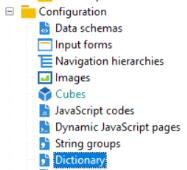 Configuration
Data schemas
Input forms
Navigation hierarchies
Images
Cubes
JavaScript codes
Dynamic JavaScript pages
String groups
Dictionary